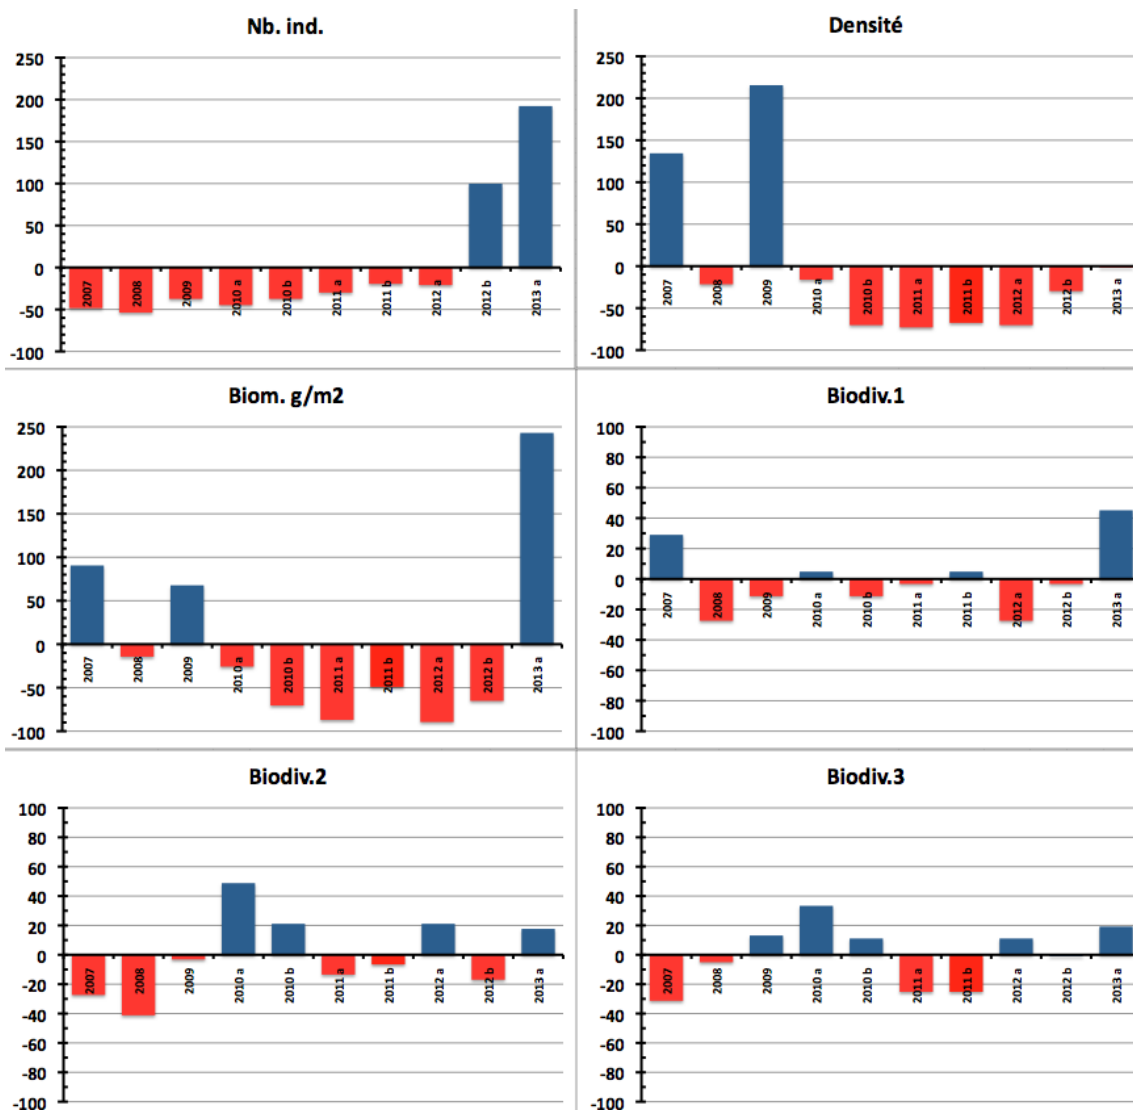 Nb. ind.
250
200
150
100
50
0
-50
-100
2007
2008
2009
2010 a
2010 b
2011 a
2011 b
2012 a
2012 b
2013 a
Densité
250
200
150
100
50
0
-50
-100
2007
2008
2009
2010 a
2010 b
2011 a
2011 b
2012 a
2012 b
2013 a
Biom. g/m2
250
200
150
100
50
0
-50
-100
2007
2008
2009
2010 a
2010 b
2011 a
2011 b
2012 a
2012 b
2013 a
Biodiv.1
100
80
60
40
20
0
-20
-40
-60
-80
-100
2007
2008
2009
2010 a
2010 b
2011 a
2011 b
2012 a
2012 b
2013 a
Biodiv.2
100
80
60
40
20
0
-20
-40
-60
-80
-100
2007
2008
2009
2010 a
2010 b
2011 a
2011 b
2012 a
2012 b
2013 a
Biodiv.3
100
80
60
40
20
0
-20
-40
-60
-80
-100
2007
2008
2009
2010 a
2010 b
2011 a
2011 b
2012 a
2012 b
2013 a